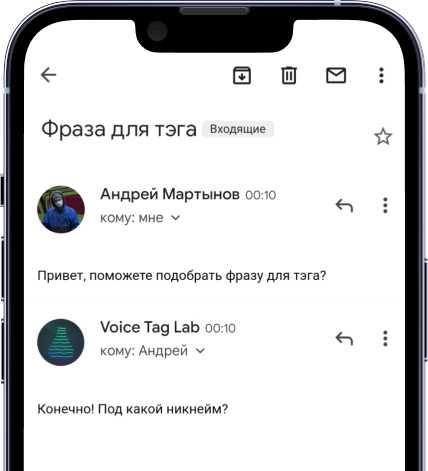 Фраза для тэга Входящие
Андрей Мартынов 00:10
кому: мне
Привет, поможете подобрать фразу для тэга?
Voice Tag Lab 00:10
кому: Андрей
Конечно! Под какой никнейм?